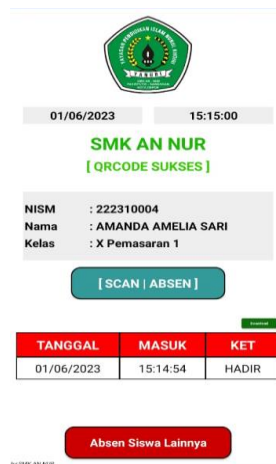 01/06/2023 15:15:00
SMK AN NUR
[ QRCODE SUKSES ]
NISM : 222310004
Nama : AMANDA AMELIA SARI
Kelas : X Pemasaran 1
[ SCAN | ABSEN ]
Download
TANGGAL MASUK KET
01/06/2023 15:14:54 HADIR
Absen Siswa Lainnya